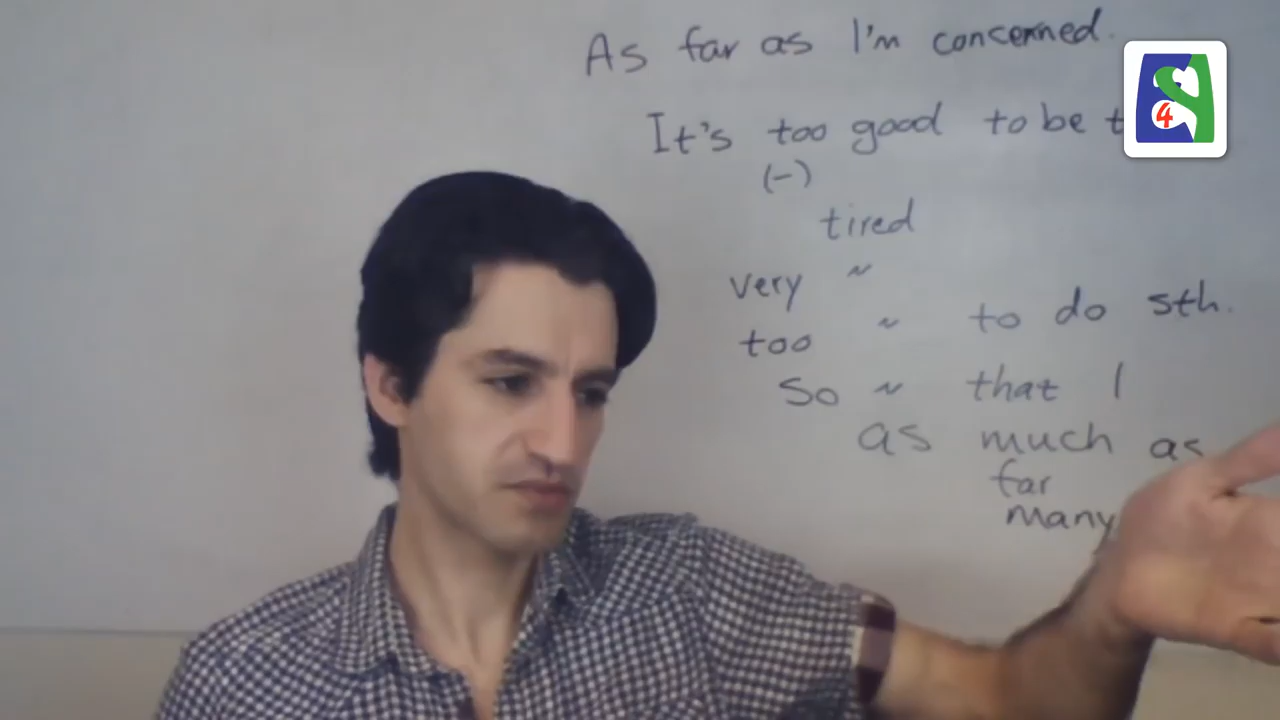 As far as I'm concerned.
It's too good to be t
(-)
tired
very ~
too ~ to do sth.
so ~ that I
as much as
far
many
4